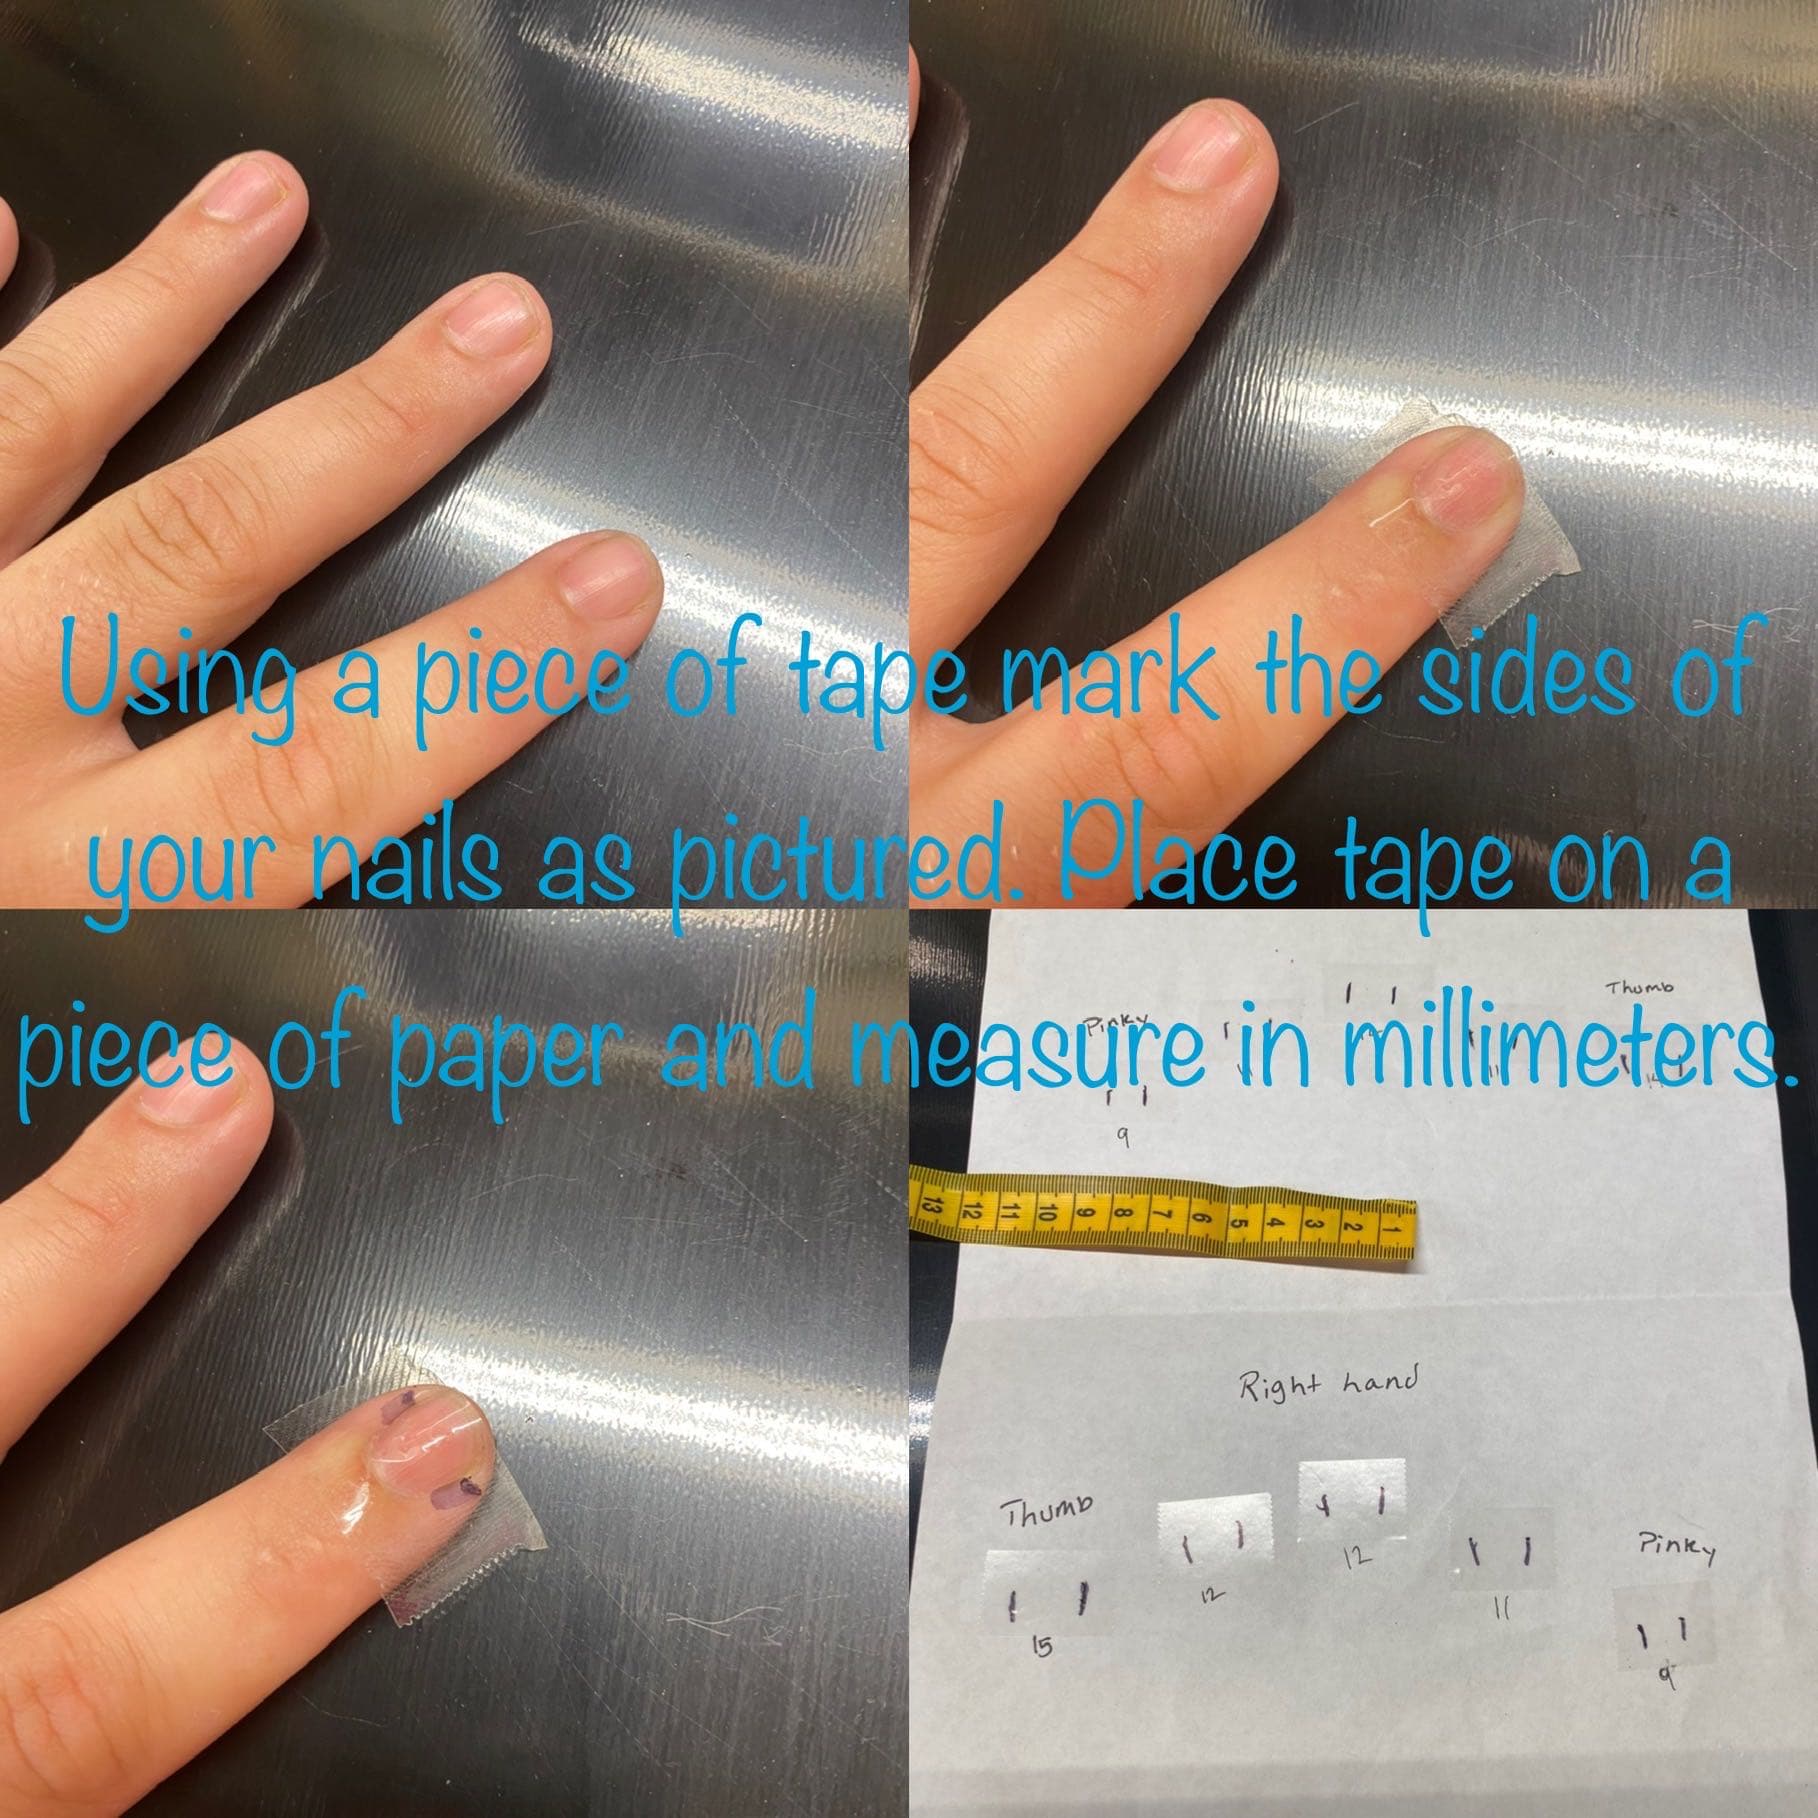 Using a piece of tape mark the sides of
your nails as pictured. Place tape on a
piece of paper and measure in millimeters.
Thumb
Pinky
14
9
13 12 11 10 9 8 7 6 5 4 3 2 1
Right hand
Thumb
15
12
12
11
Pinky
9